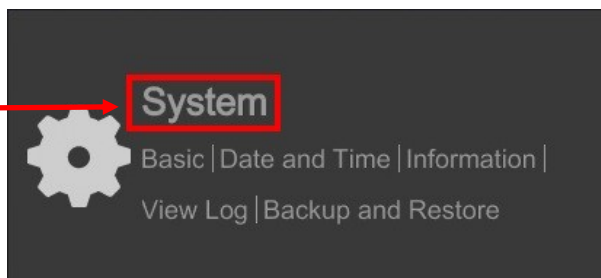 System
Basic | Date and Time | Information |
View Log | Backup and Restore